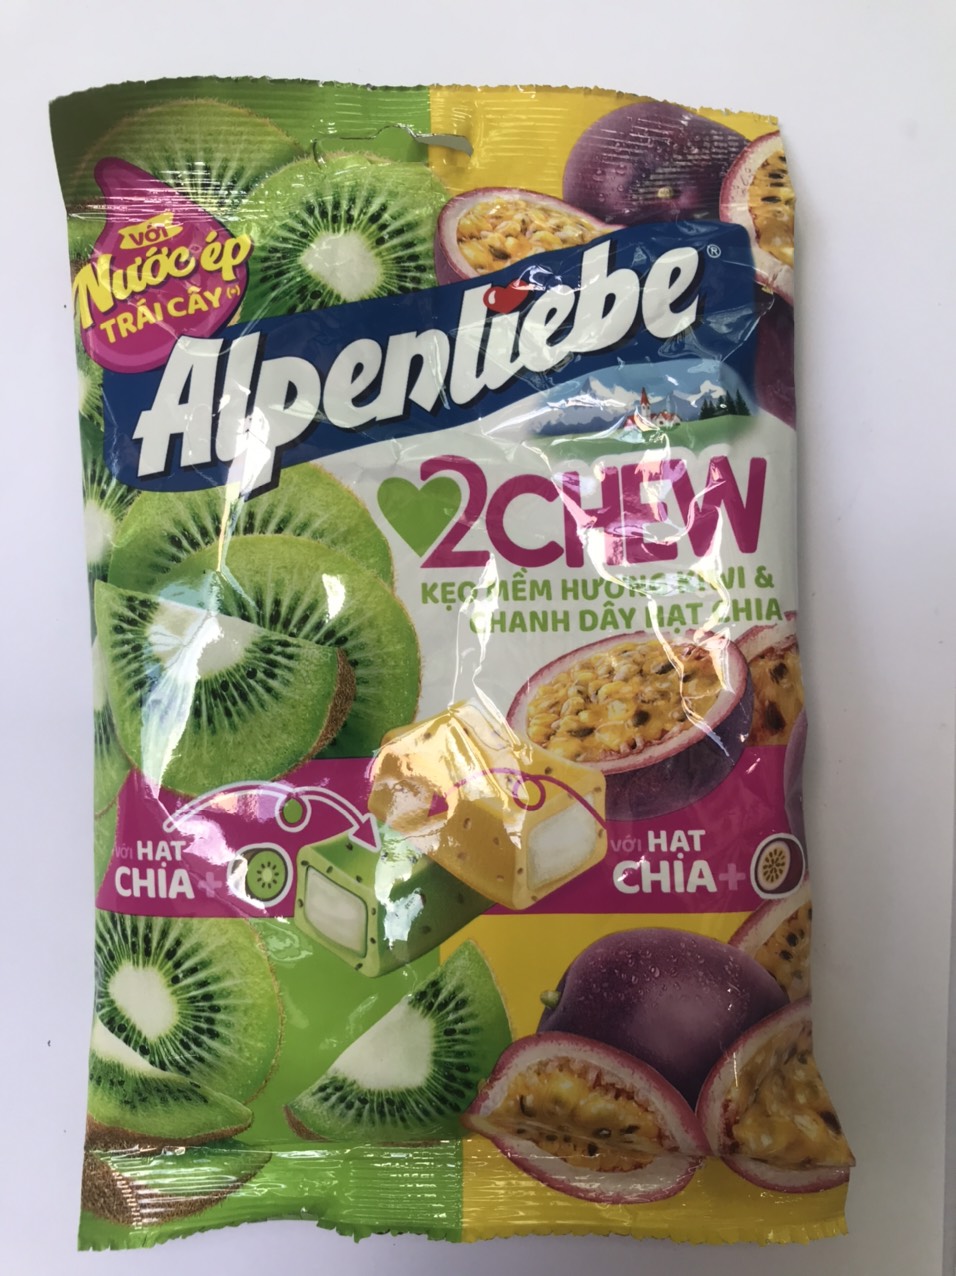 VỚI
Nước ép
TRÁI CÂY (*)
Alpenliebe ®
2CHEW
KẸO MỀM HƯƠNG KIWI &
CHANH DÂY HẠT CHIA
VỚI HẠT
CHIA +
VỚI HẠT
CHIA +